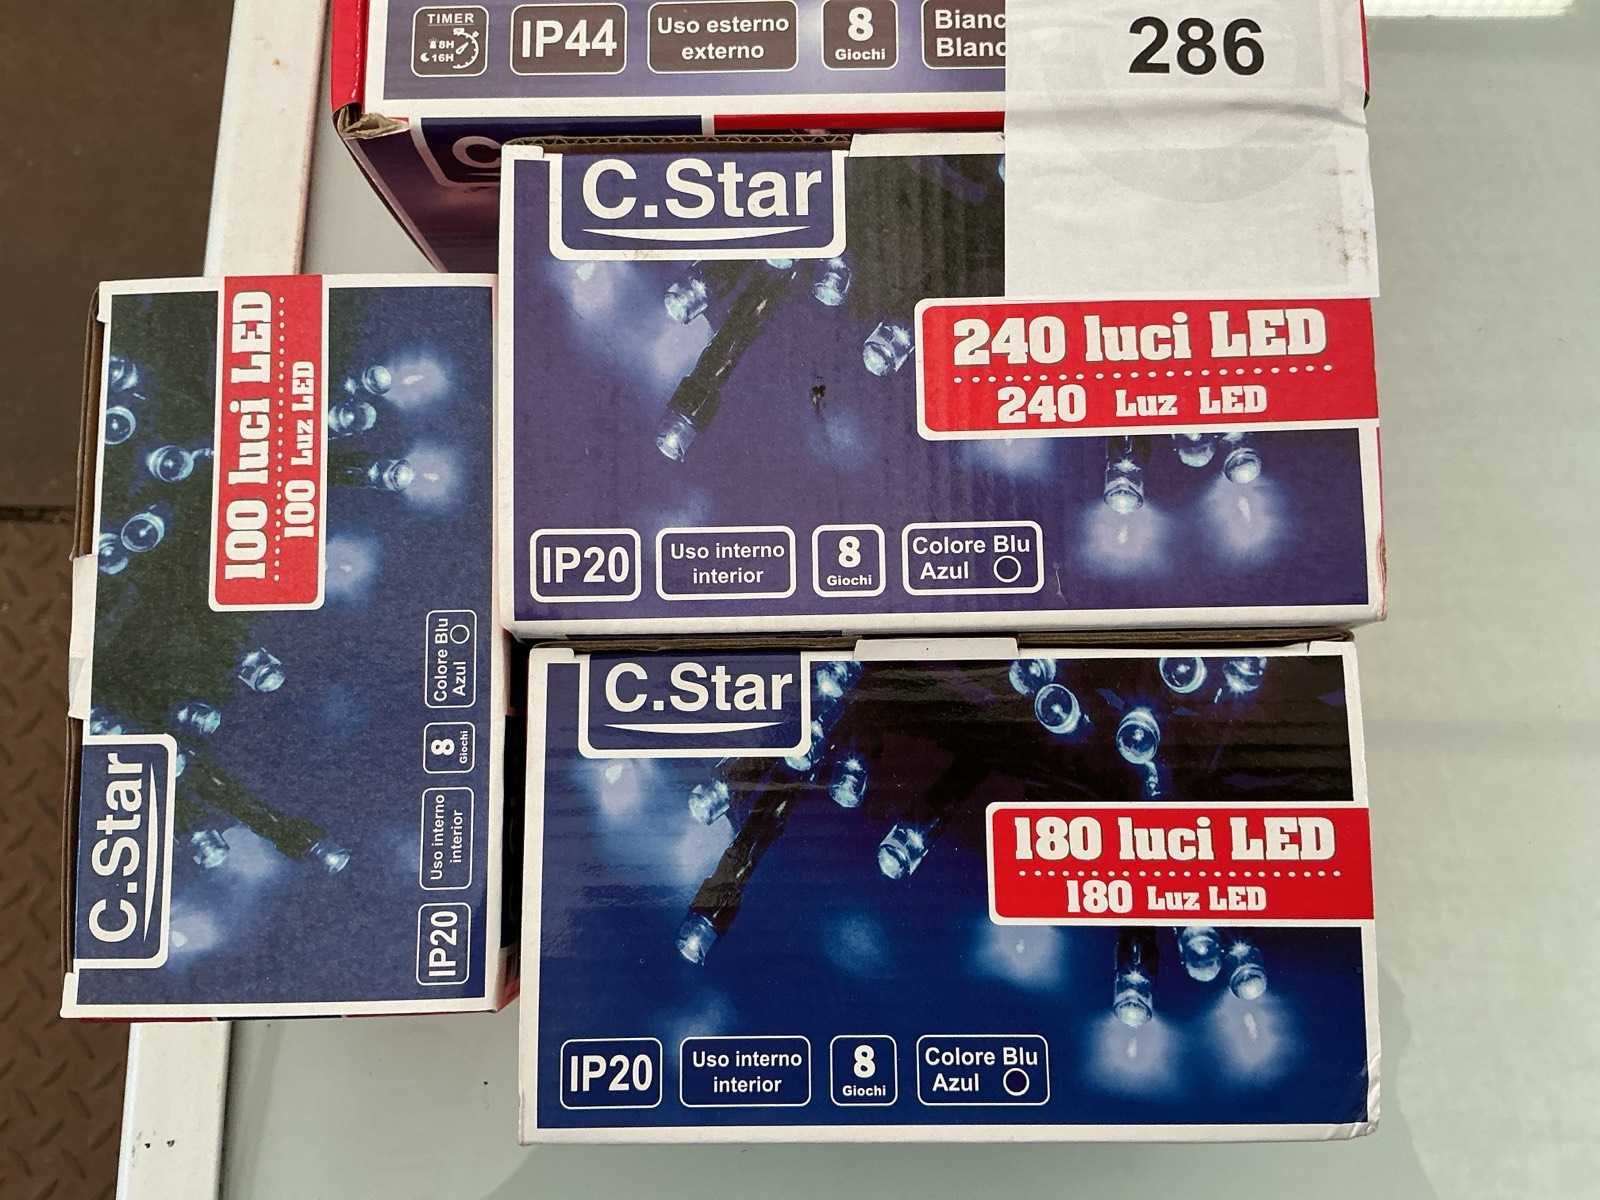 TIMER
8H
16H
IP44
Uso esterno
externo
8
Giochi
286
C.Star
240 luci LED
240 Luz LED
IP20
Uso interno
interior
8
Giochi
Colore Blu
Azul
100 luci LED
100 Luz LED
C.Star
IP20
Uso interno
interior
8
Giochi
Colore Blu
Azul
C.Star
180 luci LED
180 Luz LED
IP20
Uso interno
interior
8
Giochi
Colore Blu
Azul